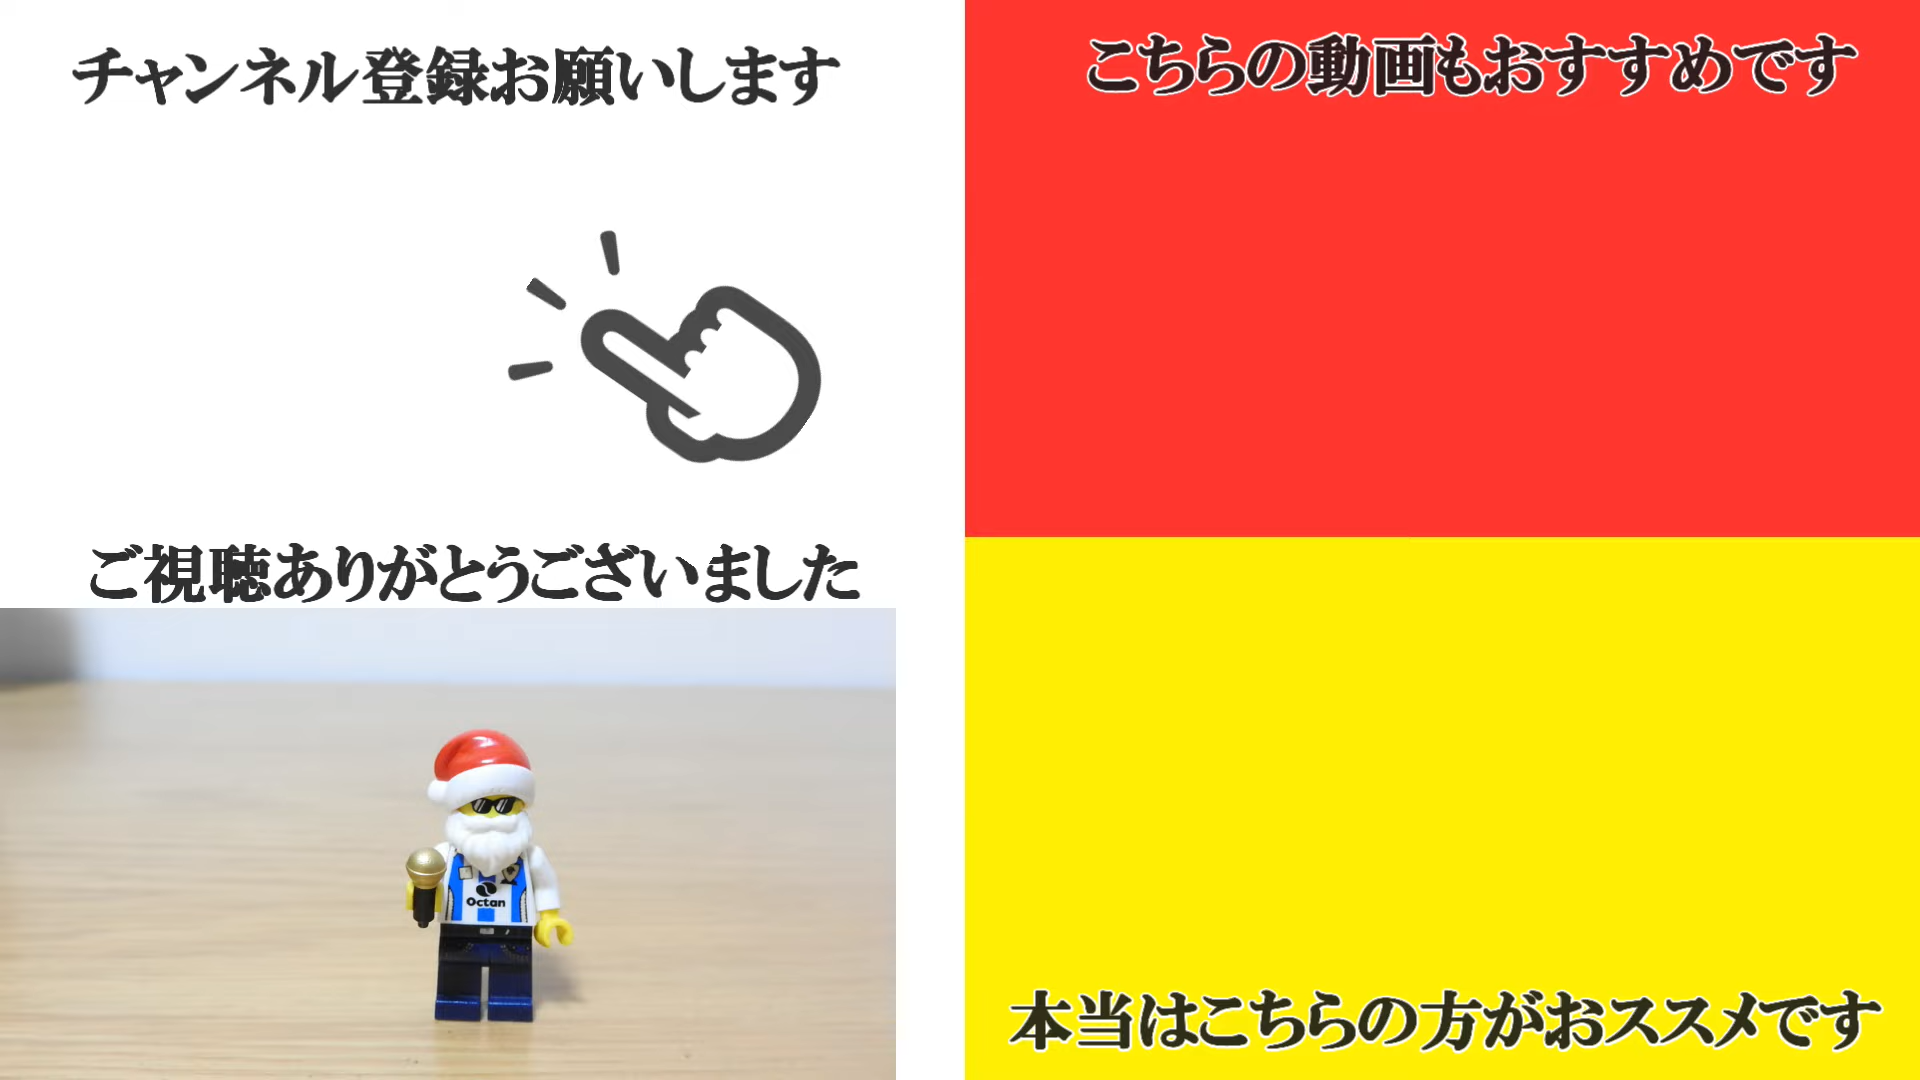 チャンネル登録お願いします
こちらの動画もおすすめです
ご視聴ありがとうございました
Octan
本当はこちらの方がおススメです